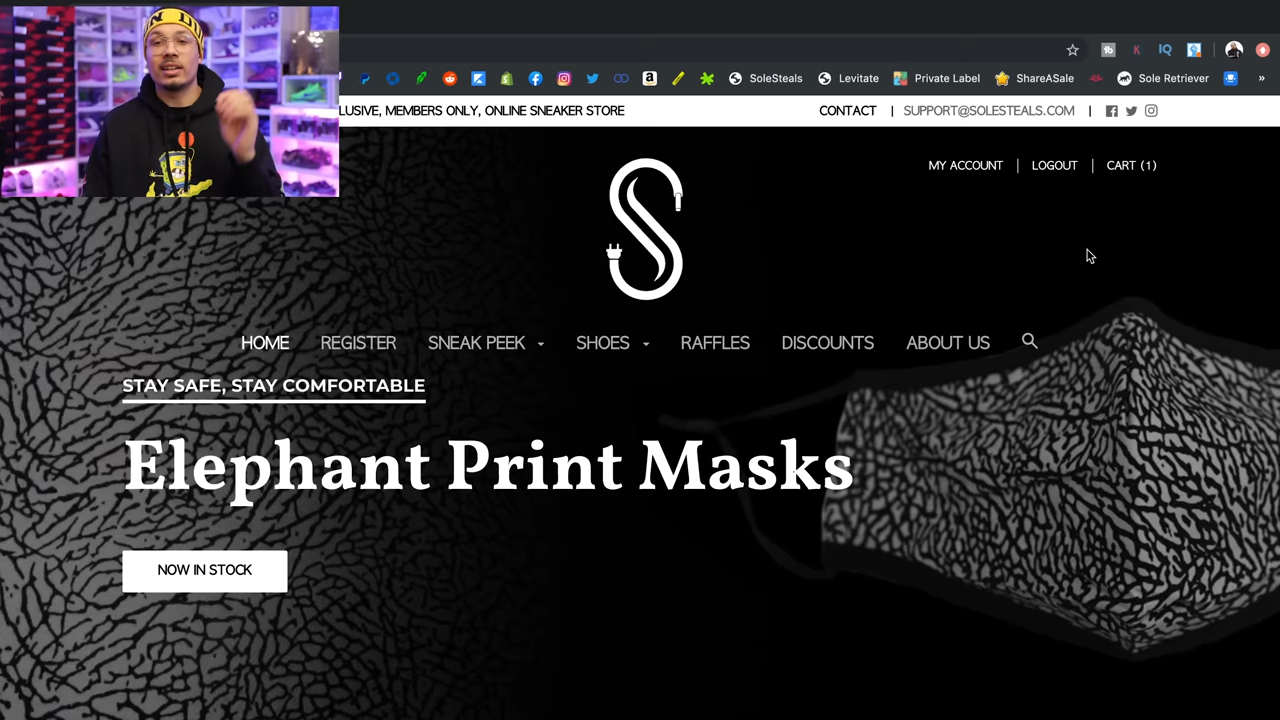 SoleSteals
Levitate
Private Label
ShareASale
Sole Retriever
»
LUSIVE, MEMBERS ONLY, ONLINE SNEAKER STORE
CONTACT | SUPPORT@SOLESTEALS.COM |
MY ACCOUNT | LOGOUT | CART (1)
HOME
REGISTER
SNEAK PEEK
SHOES
RAFFLES
DISCOUNTS
ABOUT US
STAY SAFE, STAY COMFORTABLE
Elephant Print Masks
NOW IN STOCK